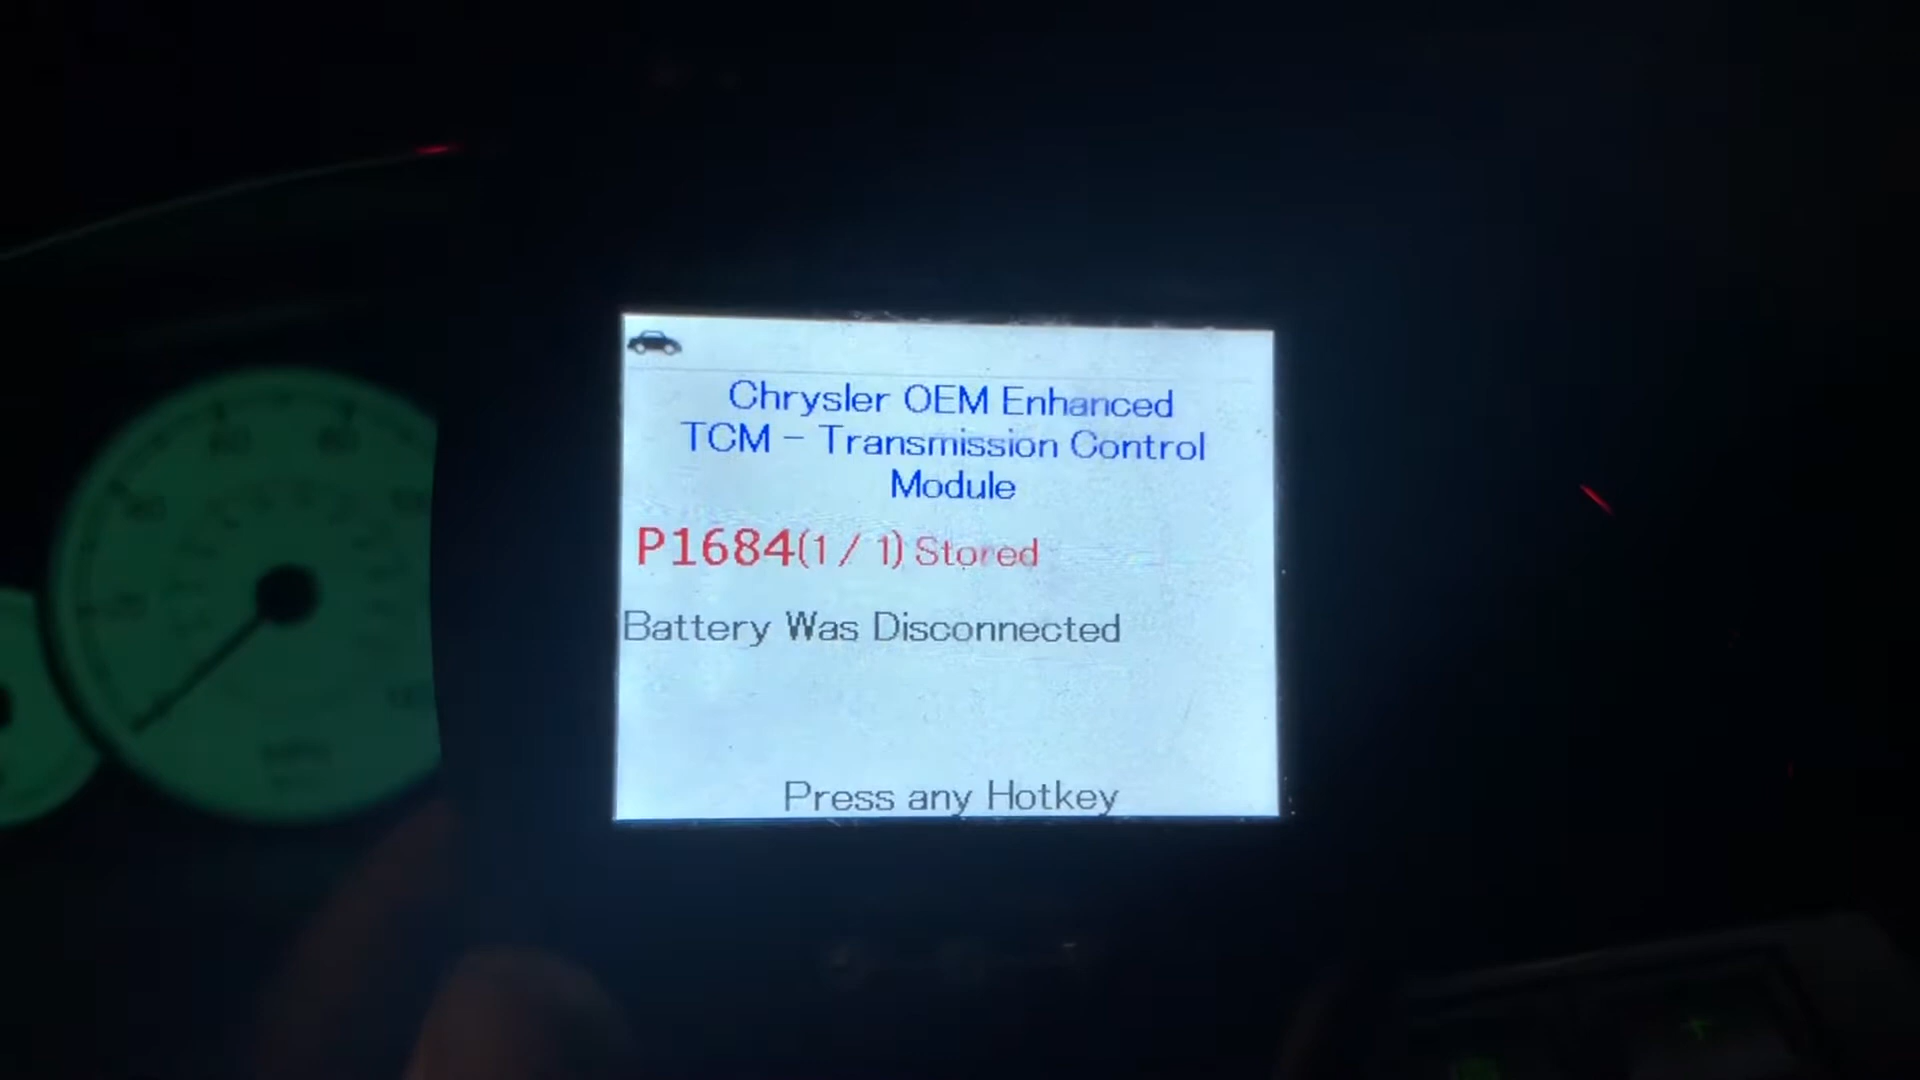 Chrysler OEM Enhanced
TCM - Transmission Control
Module
P1684(1 / 1) Stored
Battery Was Disconnected
Press any Hotkey